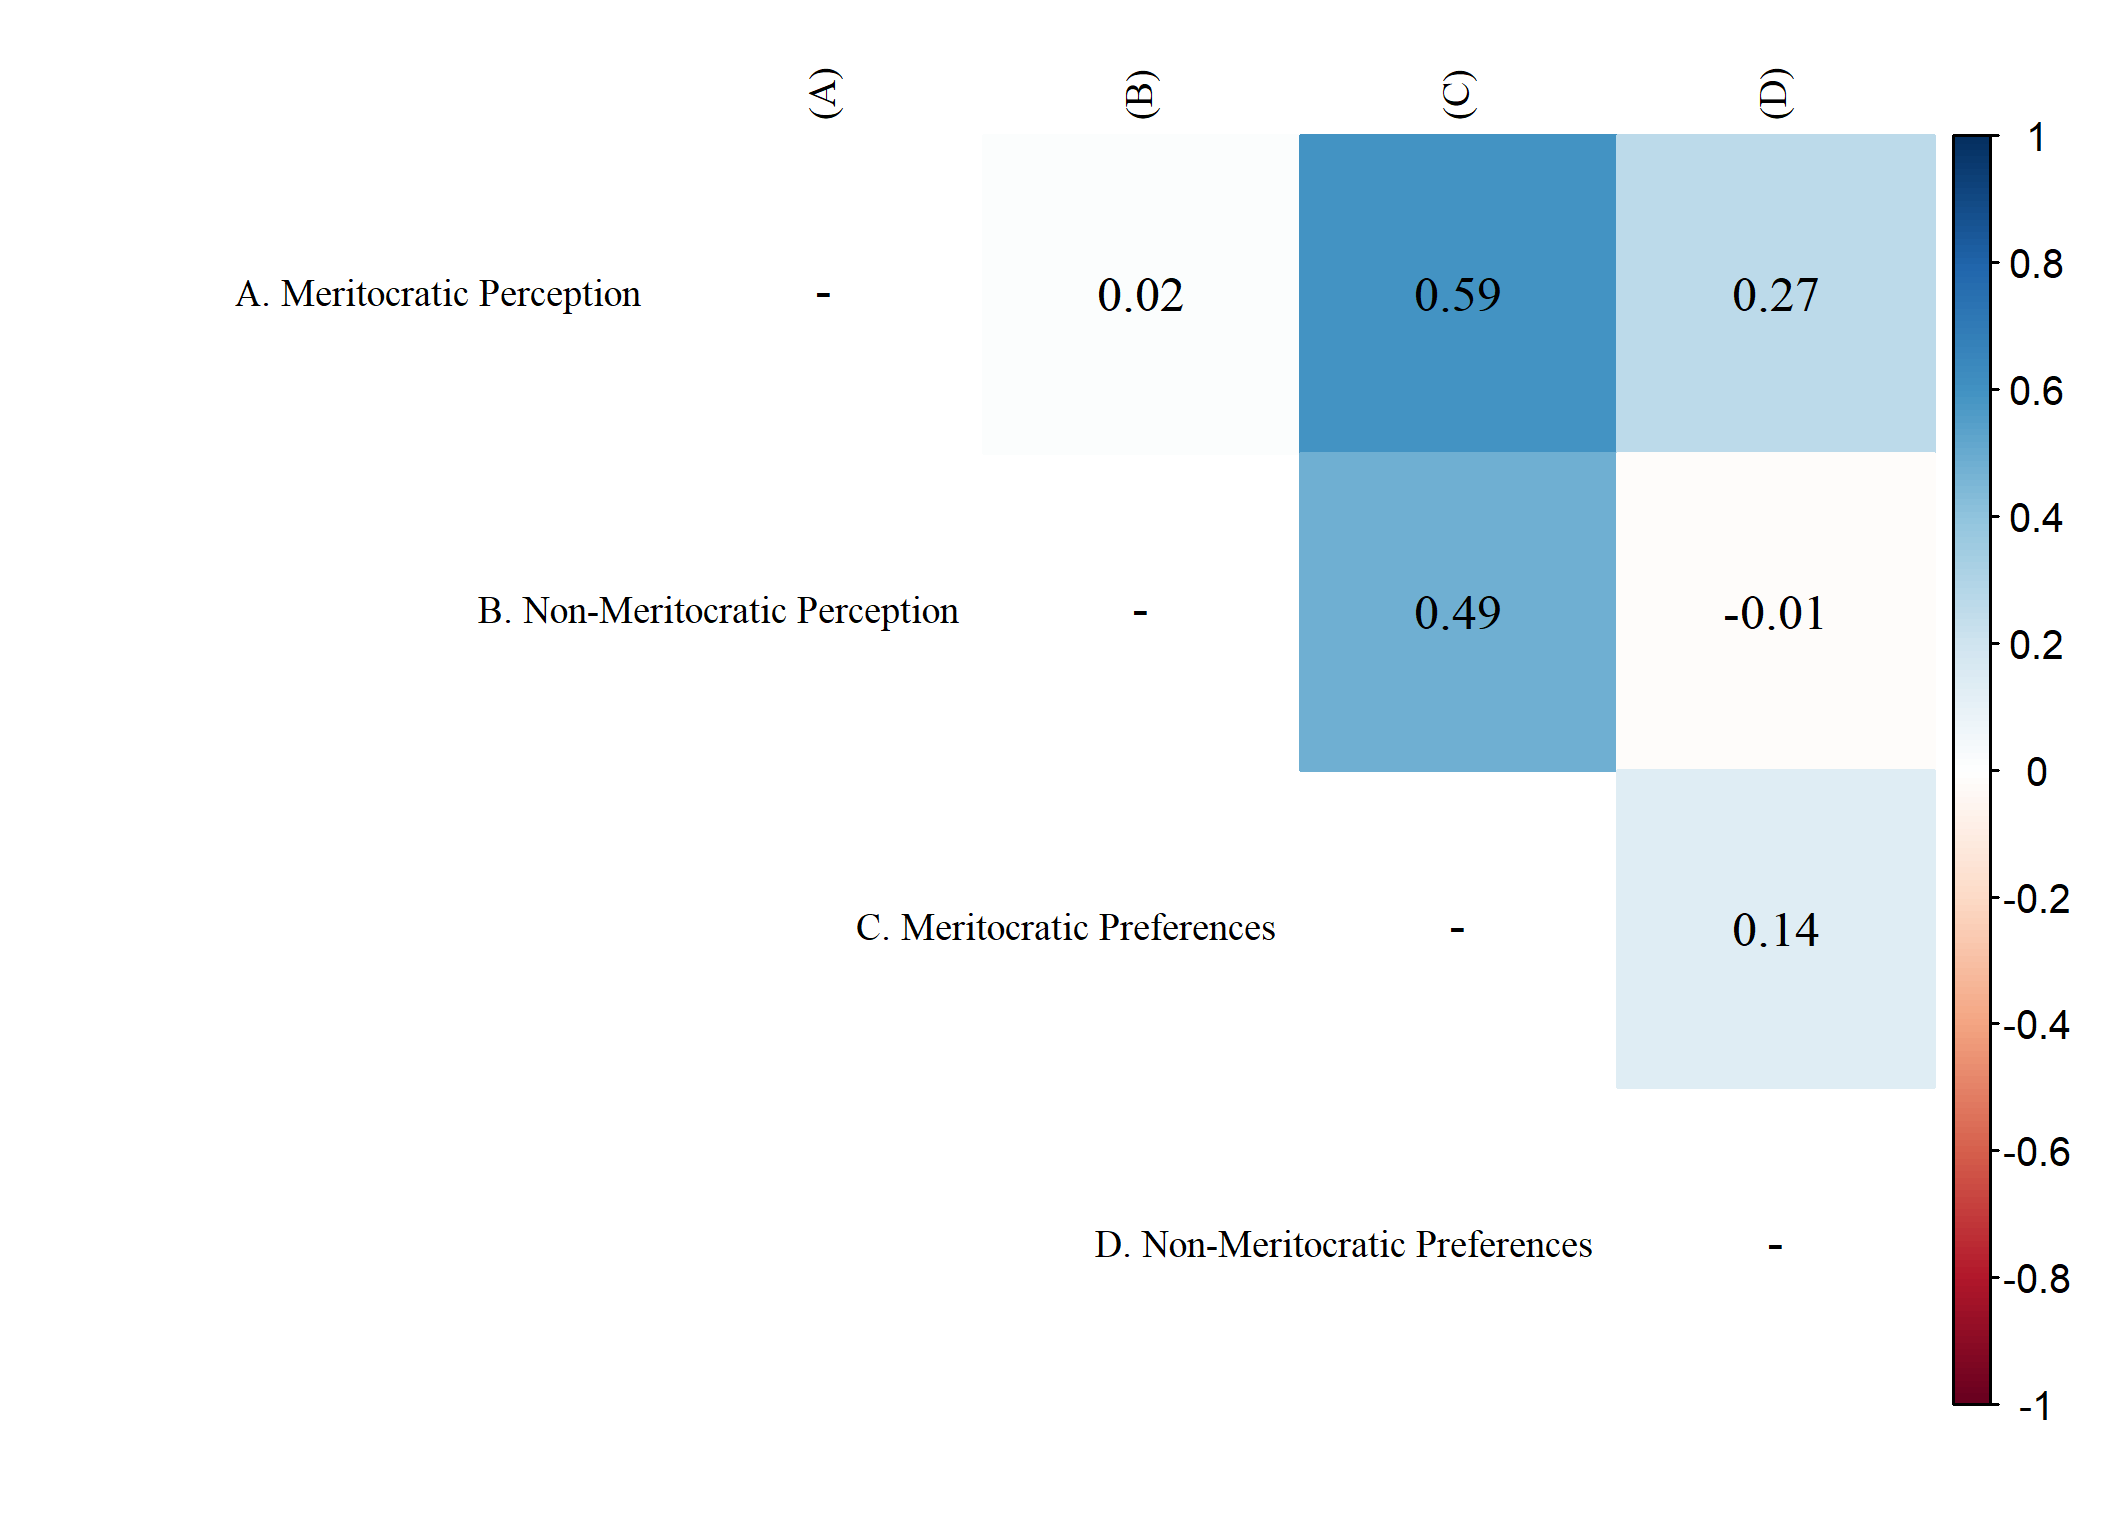 (A) (B) (C) (D)
A. Meritocratic Perception - 0.02 0.59 0.27
B. Non-Meritocratic Perception - 0.49 -0.01
C. Meritocratic Preferences - 0.14
D. Non-Meritocratic Preferences -
1
0.8
0.6
0.4
0.2
0
-0.2
-0.4
-0.6
-0.8
-1